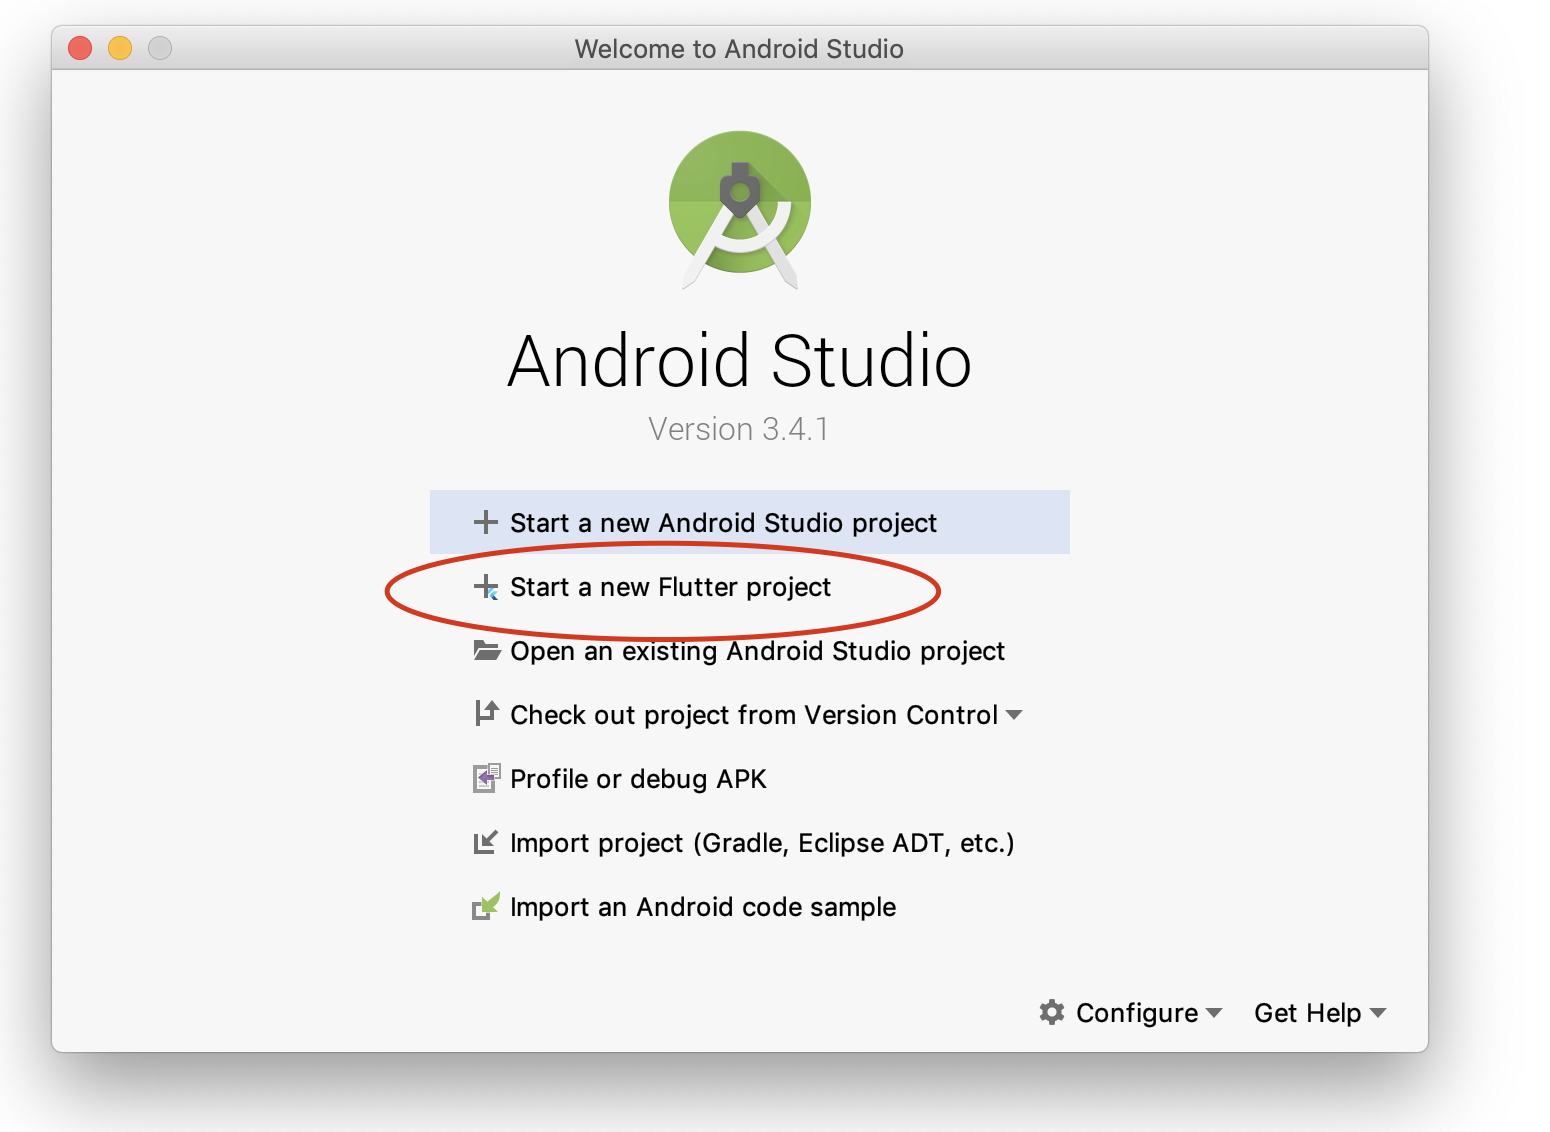 Welcome to Android Studio
Android Studio
Version 3.4.1
Start a new Android Studio project
Start a new Flutter project
Open an existing Android Studio project
Check out project from Version Control
Profile or debug APK
Import project (Gradle, Eclipse ADT, etc.)
Import an Android code sample
Configure Get Help